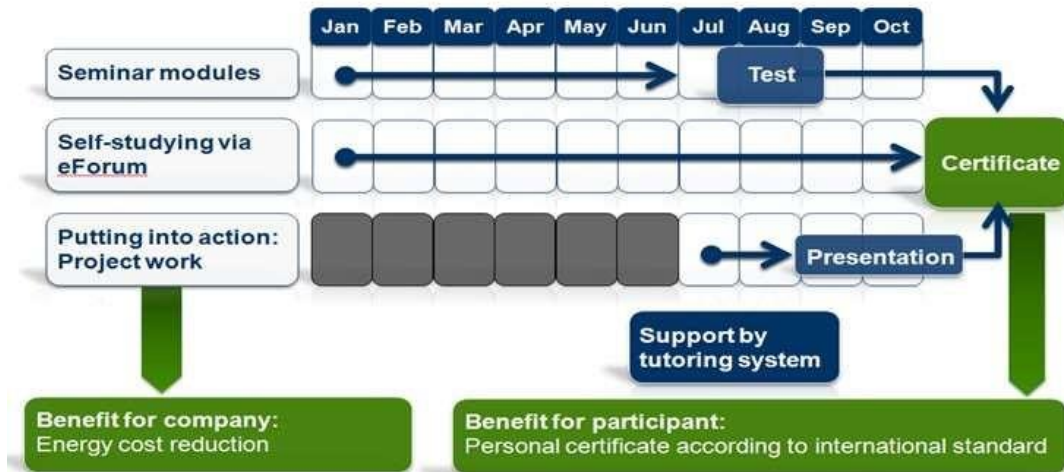 Jan Feb Mar Apr May Jun Jul Aug Sep Oct
Seminar modules
Test
Self-studying via
eForum
Certificate
Putting into action:
Project work
Presentation
Support by
tutoring system
Benefit for company:
Energy cost reduction
Benefit for participant:
Personal certificate according to international standard